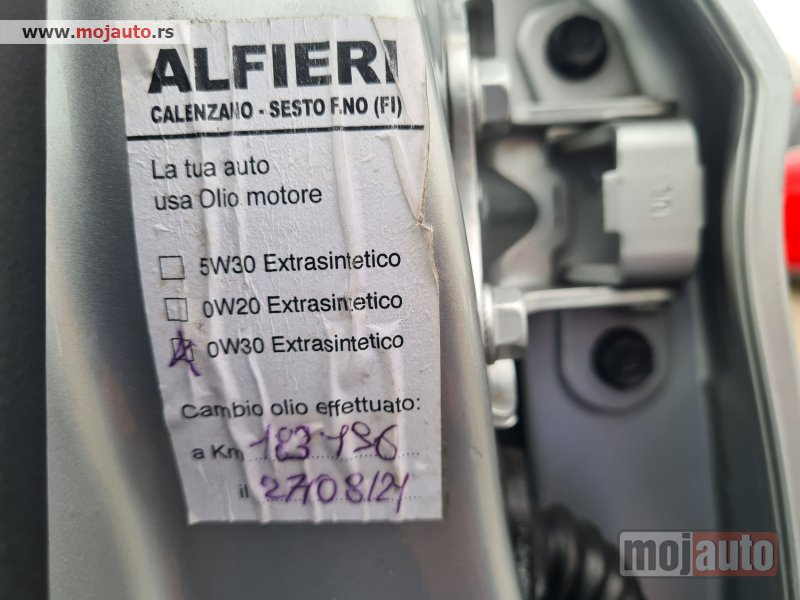 www.mojauto.rs
ALFIERI
CALENZANO - SESTO F.NO (FI)
La tua auto
usa Olio motore
5W30 Extrasintetico
0W20 Extrasintetico
0W30 Extrasintetico
Cambio olio effettuato:
a Km 183196
il 27/08/21
mojauto